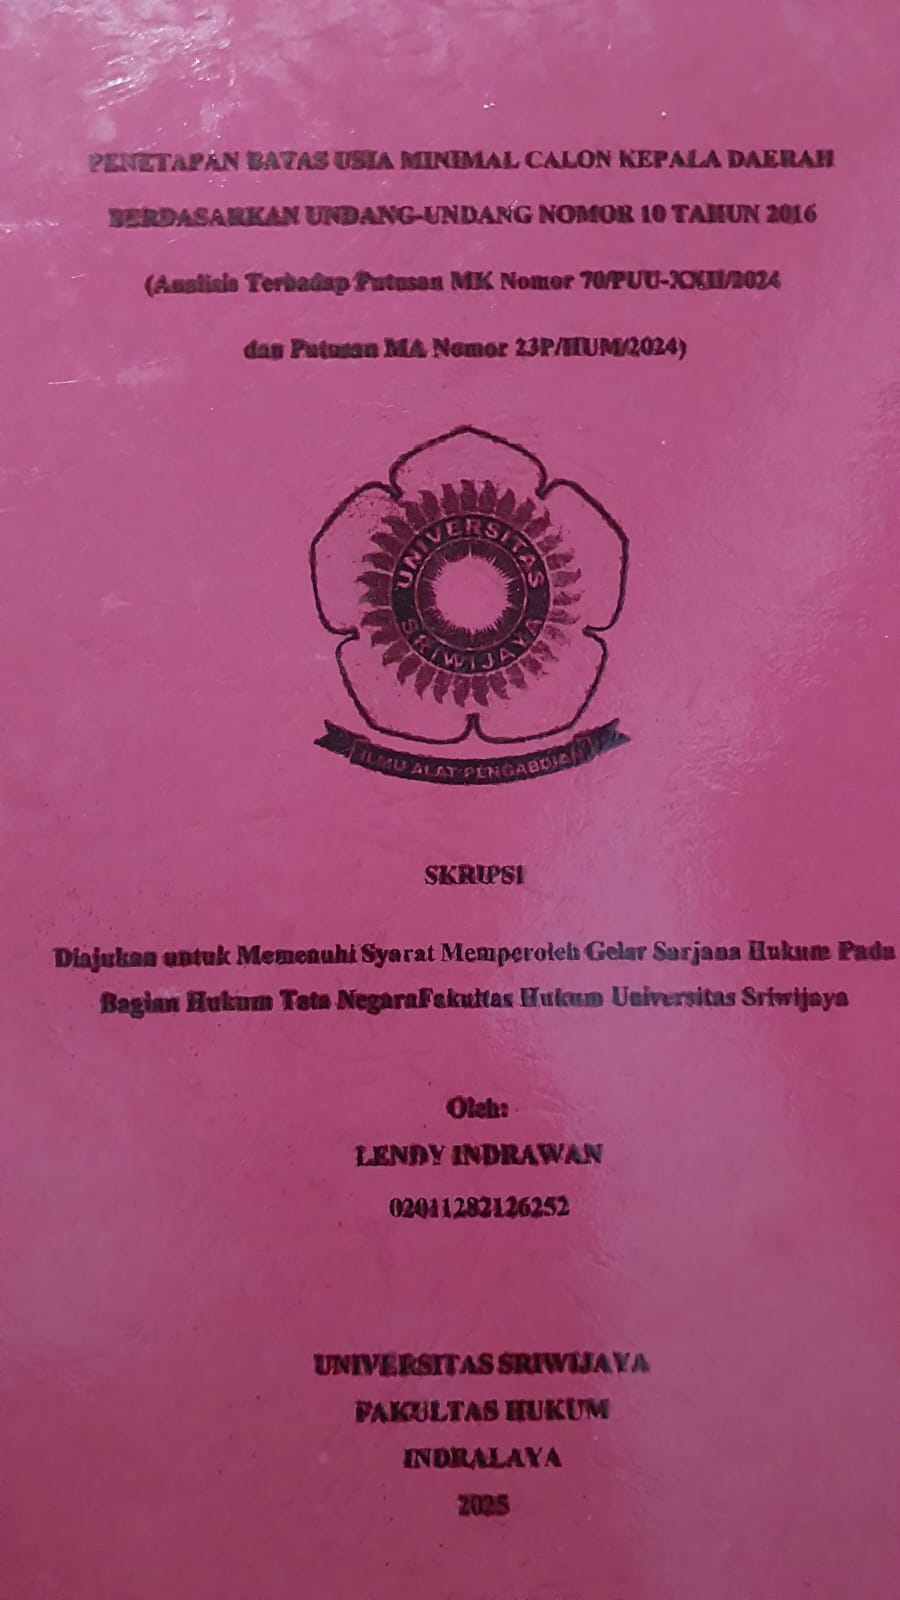 PENETAPAN BATAS USIA MINIMAL CALON KEPALA DAERAH
BERDASARKAN UNDANG-UNDANG NOMOR 10 TAHUN 2016
(Analisis Terhadap Putusan MK Nomor 70/PUU-XXII/2024
dan Putusan MA Nomor 23P/HUM/2024)
UNIVERSITAS
SRIWIJAYA
ILMU ALAT PENGABDIAN
SKRIPSI
Diajukan untuk Memenuhi Syarat Memperoleh Gelar Sarjana Hukum Pada
Bagian Hukum Tata NegaraFakultas Hukum Universitas Sriwijaya
Oleh:
LENDY INDRAWAN
02011282126252
UNIVERSITAS SRIWIJAYA
FAKULTAS HUKUM
INDRALAYA
2025